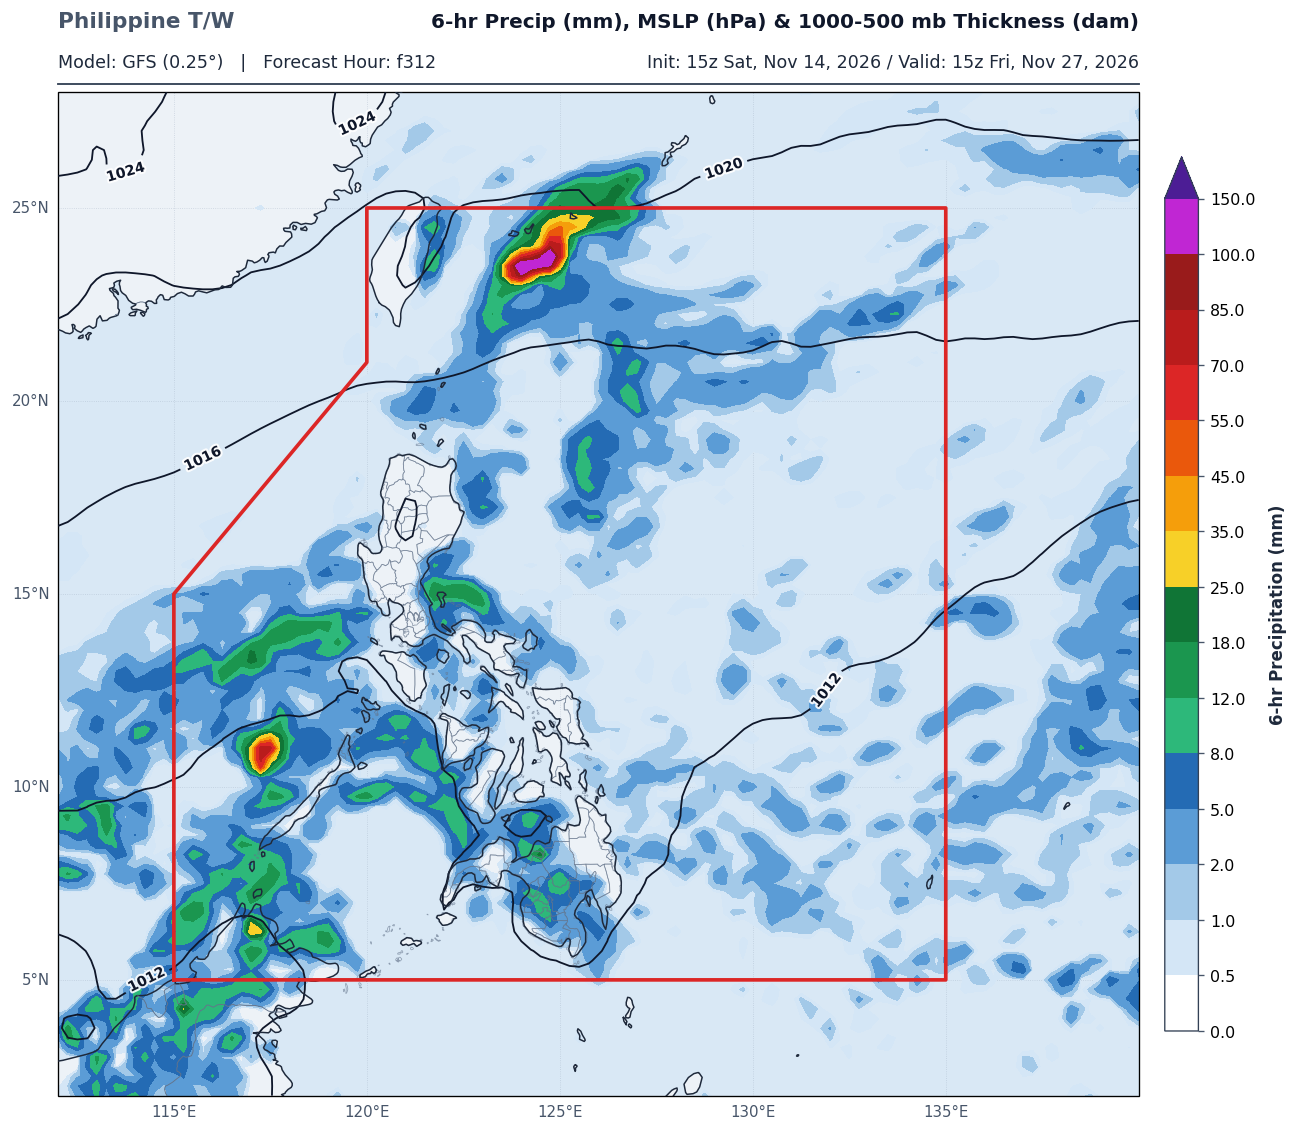 Philippine T/W
6-hr Precip (mm), MSLP (hPa) & 1000-500 mb Thickness (dam)
Model: GFS (0.25°) | Forecast Hour: f312
Init: 15z Sat, Nov 14, 2026 / Valid: 15z Fri, Nov 27, 2026
1024
1024
1020
1016
1012
1012
25°N
20°N
15°N
10°N
5°N
115°E
120°E
125°E
130°E
135°E
150.0
100.0
85.0
70.0
55.0
45.0
35.0
25.0
18.0
12.0
8.0
5.0
2.0
1.0
0.5
0.0
6-hr Precipitation (mm)